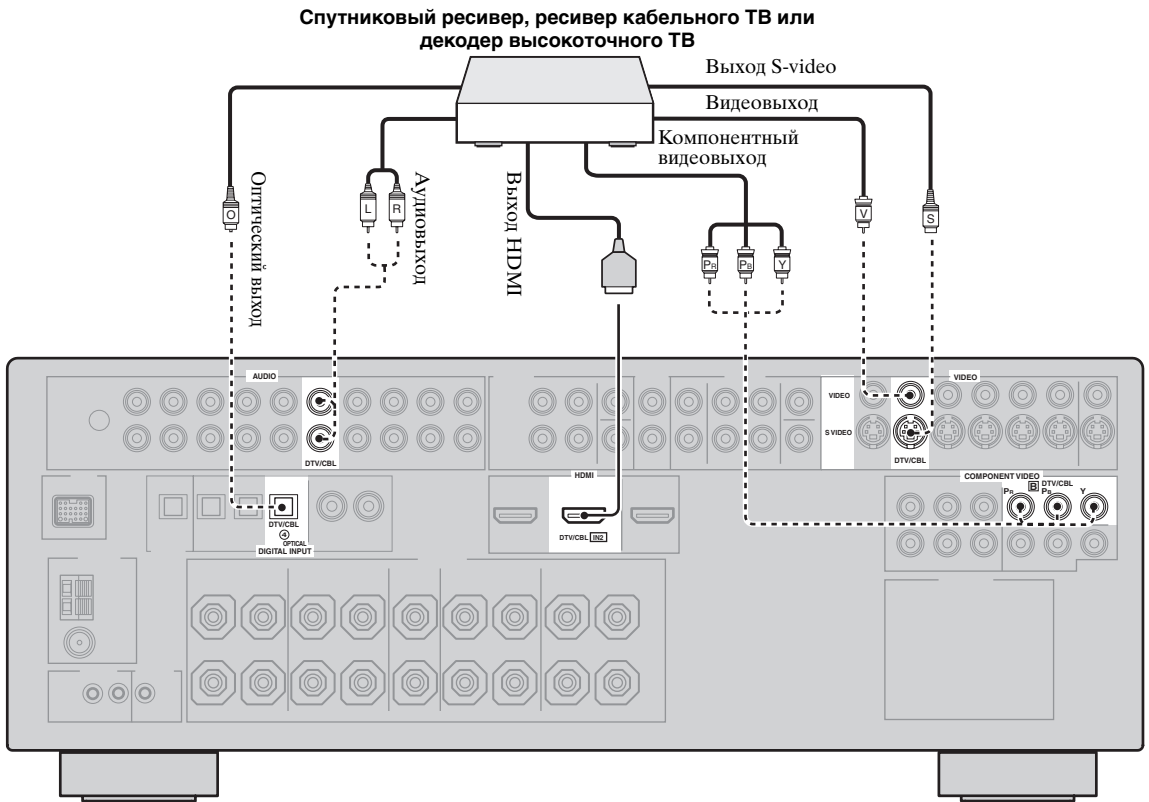 Спутниковый ресивер, ресивер кабельного ТВ или
декодер высокоточного ТВ
Выход S-video
Видеовыход
Компонентный
видеовыход
Оптический выход
Аудиовыход
Выход HDMI
O
L
R
PR
PB
Y
V
S
AUDIO
DTV/CBL
VIDEO
VIDEO
S VIDEO
DTV/CBL
HDMI
DTV/CBL IN2
COMPONENT VIDEO
B DTV/CBL
PR PB Y
DTV/CBL
4
OPTICAL
DIGITAL INPUT